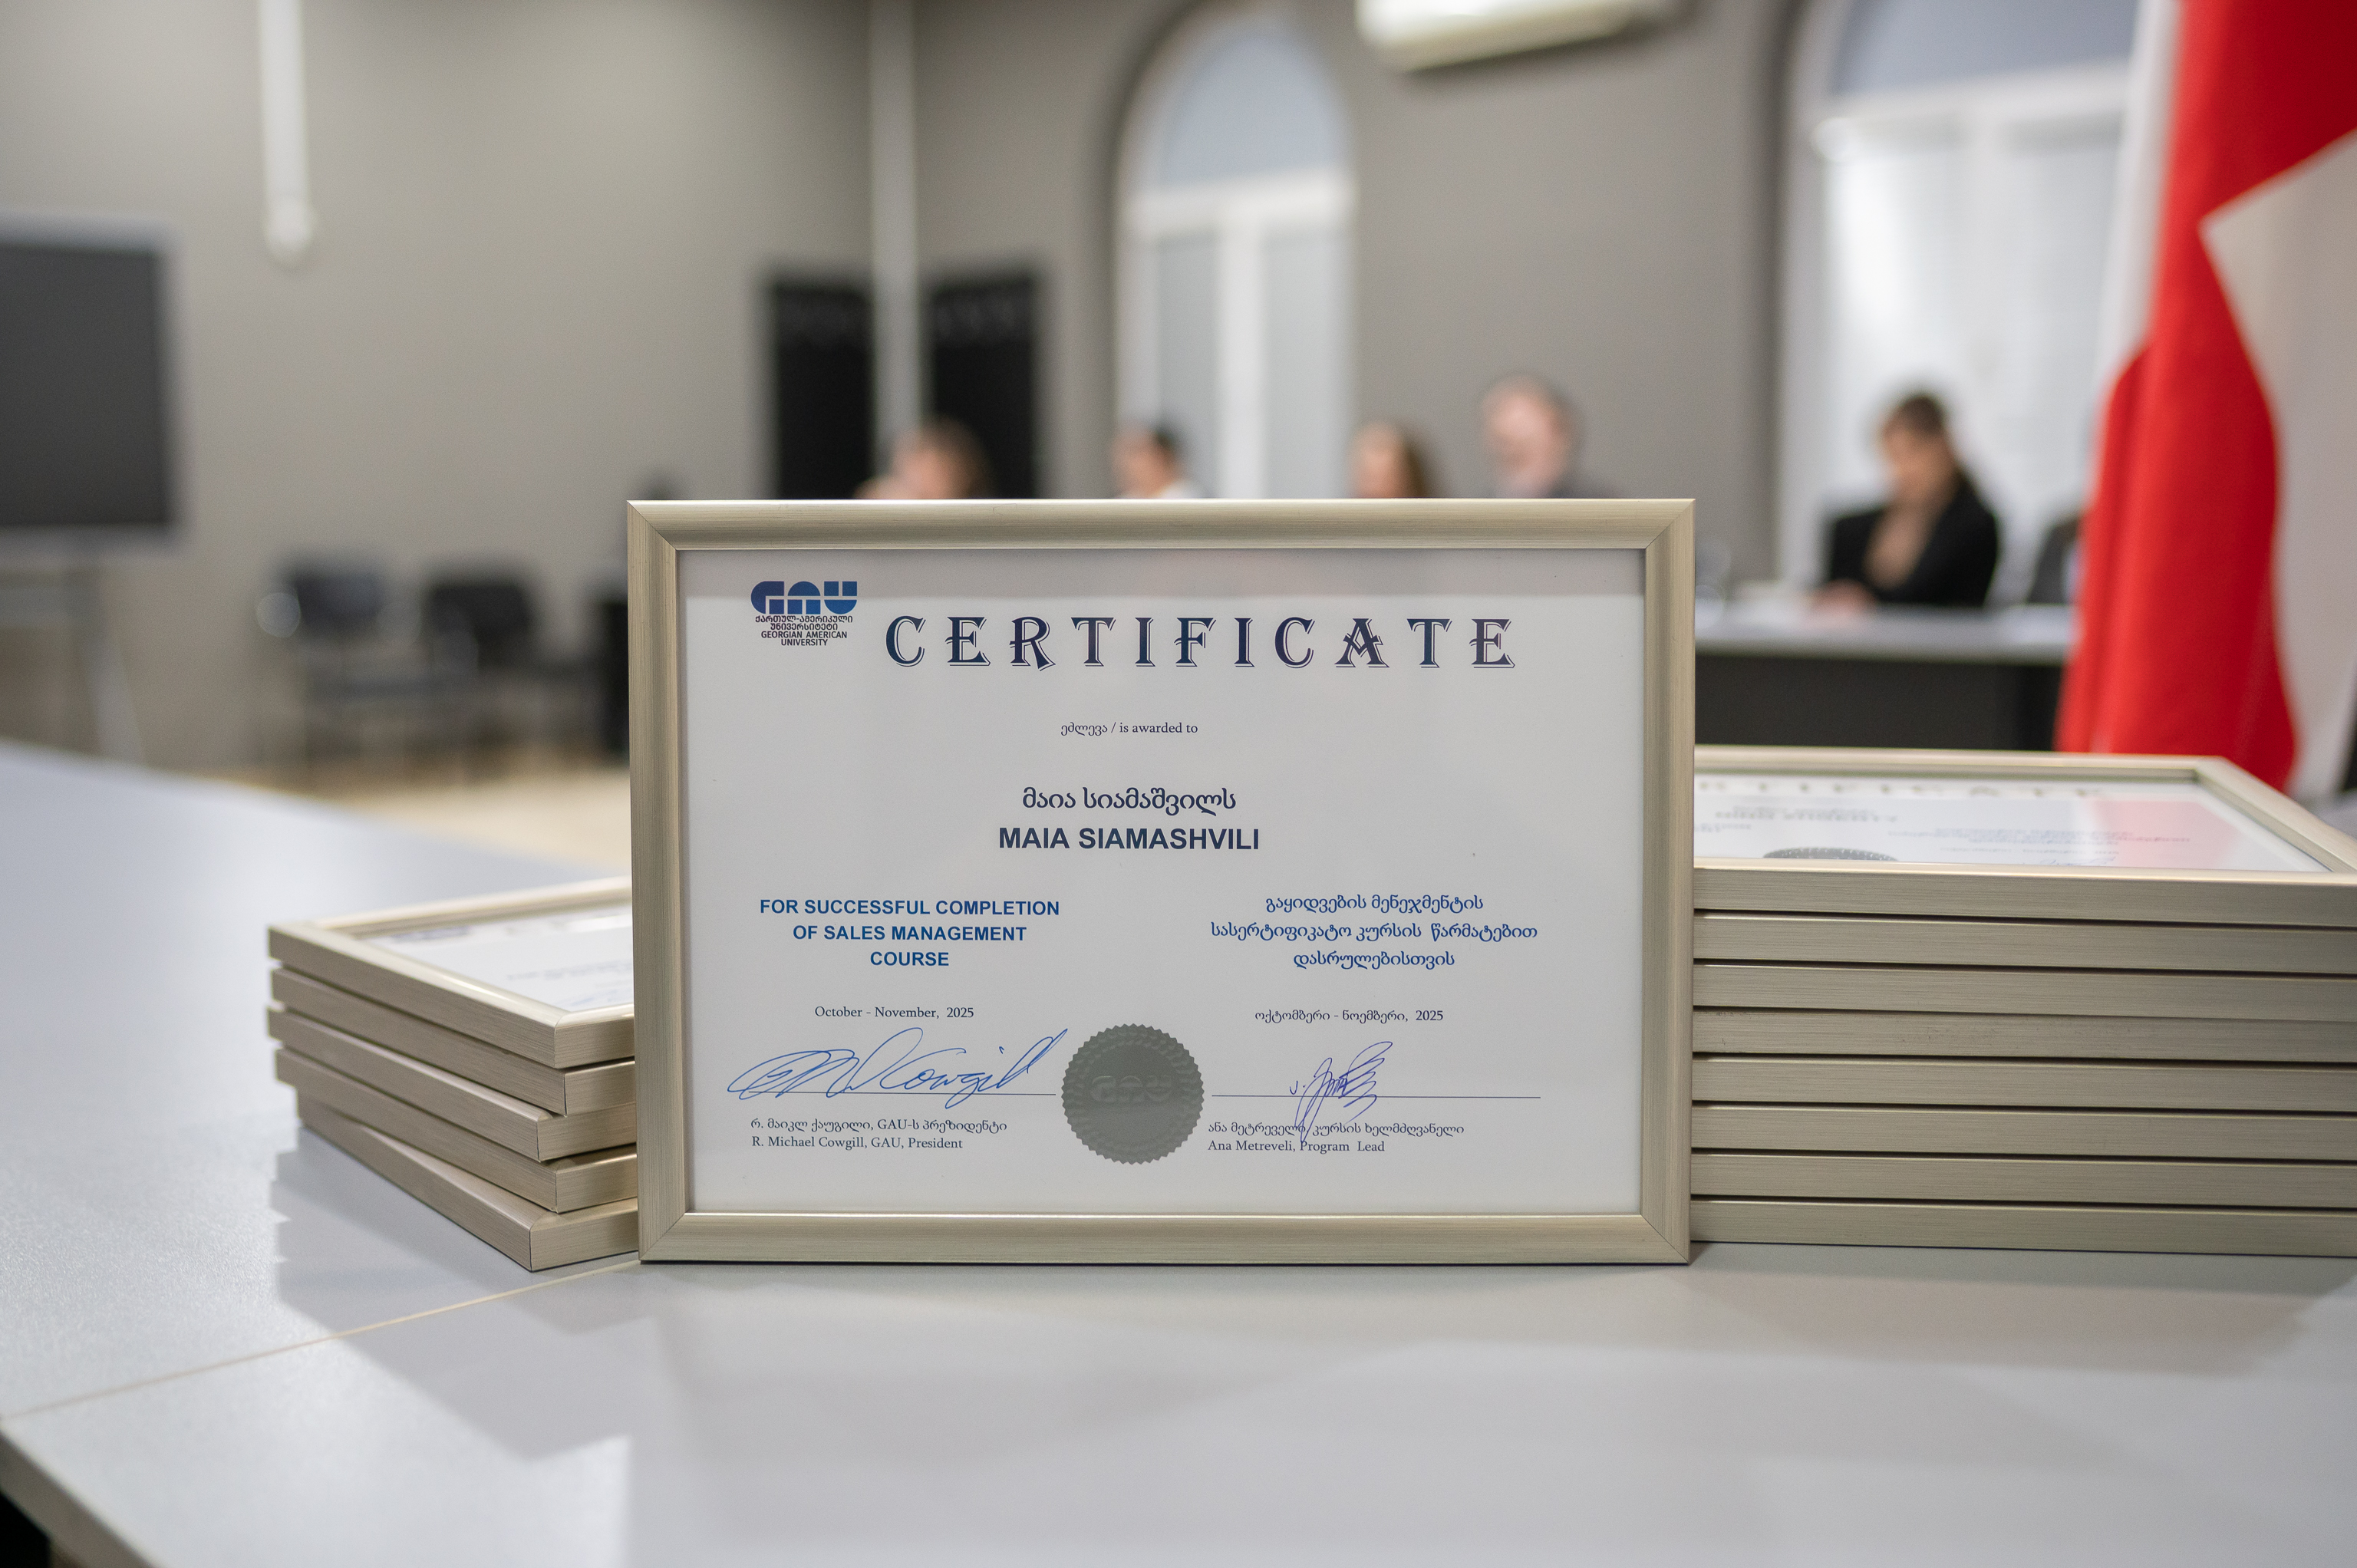 GAU
ქართულ-ამერიკული
უნივერსიტეტი
GEORGIAN AMERICAN
UNIVERSITY
CERTIFICATE
ეძლევა / is awarded to
მაია სიამაშვილს
MAIA SIAMASHVILI
FOR SUCCESSFUL COMPLETION
OF SALES MANAGEMENT
COURSE
გაყიდვების მენეჯმენტის
სასერტიფიკატო კურსის წარმატებით
დასრულებისთვის
October - November, 2025
ოქტომბერი - ნოემბერი, 2025
GAU
რ. მაიკლ ქაუგილი, GAU-ს პრეზიდენტი
R. Michael Cowgill, GAU, President
ანა მეტრეველი, კურსის ხელმძღვანელი
Ana Metreveli, Program Lead